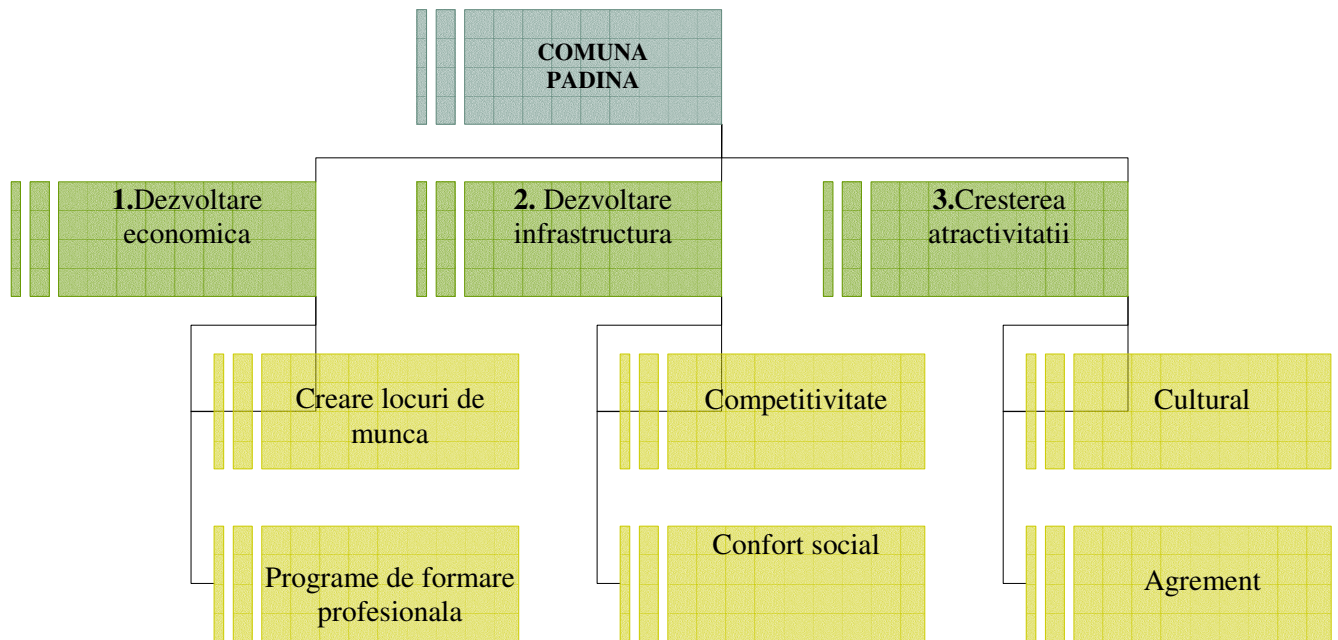 COMUNA
PADINA
1.Dezvoltare
economica
2. Dezvoltare
infrastructura
3.Cresterea
atractivitatii
Creare locuri de
munca
Competitivitate
Cultural
Programe de formare
profesionala
Confort social
Agrement